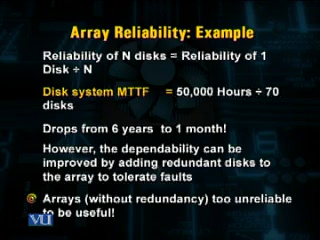 Array Reliability: Example
Reliability of N disks = Reliability of 1
Disk ÷ N
Disk system MTTF = 50,000 Hours ÷ 70
disks
Drops from 6 years to 1 month!
However, the dependability can be
improved by adding redundant disks to
the array to tolerate faults
Arrays (without redundancy) too unreliable
to be useful!
VU